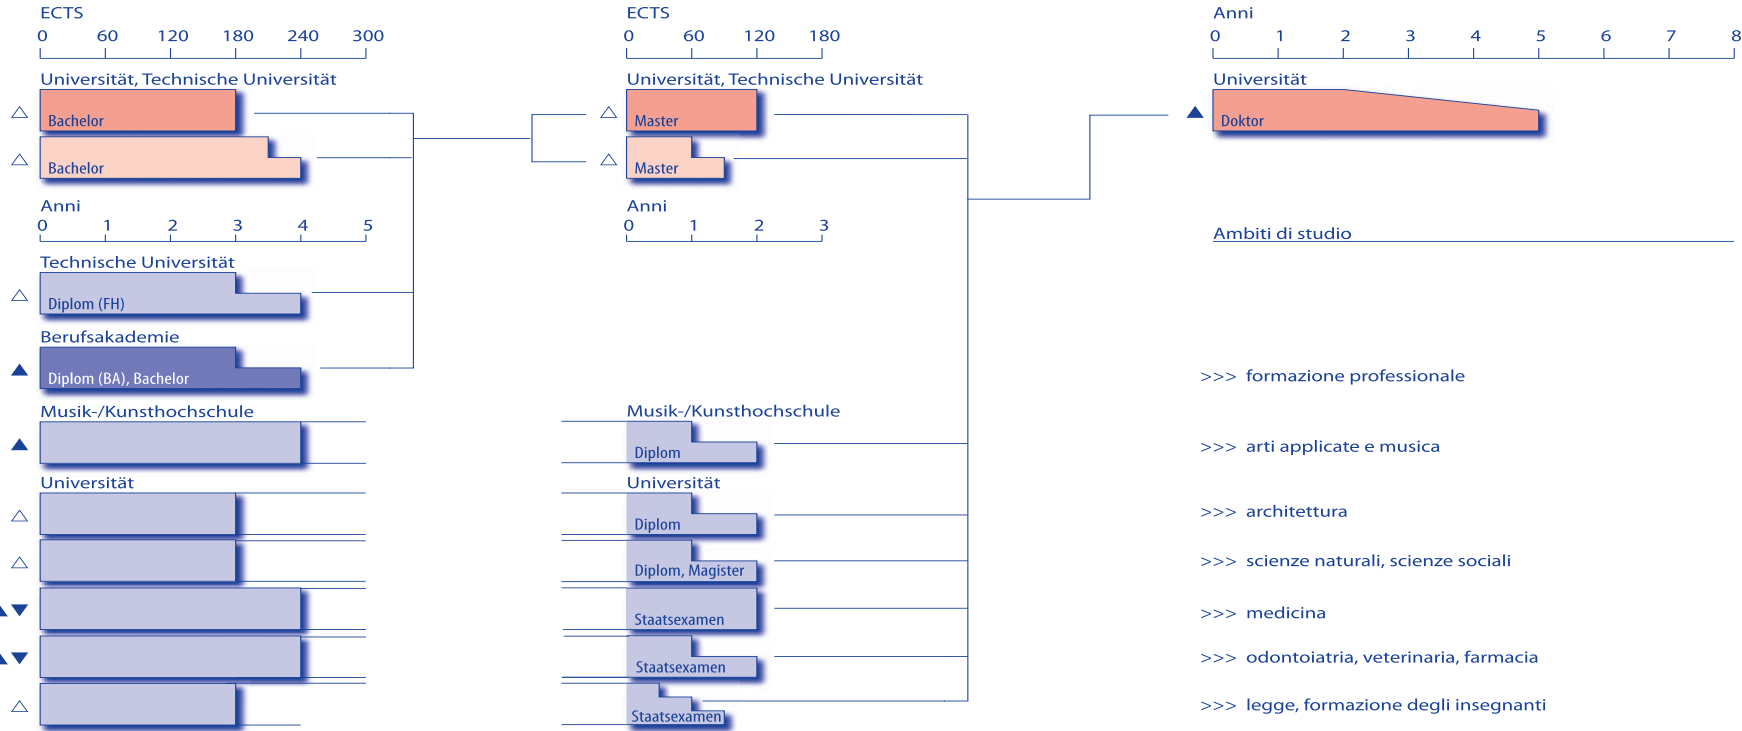 ECTS ECTS Anni
0 60 120 180 240 300 0 60 120 180 0 1 2 3 4 5 6 7 8
Universität, Technische Universität Universität, Technische Universität Universität
Bachelor Master Doktor
Bachelor Master
Anni Anni
0 1 2 3 4 5 0 1 2 3
Ambiti di studio
Technische Universität
Diplom (FH)
Berufsakademie
Diplom (BA), Bachelor >>> formazione professionale
Musik-/Kunsthochschule Musik-/Kunsthochschule
Diplom >>> arti applicate e musica
Universität Universität
Diplom >>> architettura
Diplom, Magister >>> scienze naturali, scienze sociali
Staatsexamen >>> medicina
Staatsexamen >>> odontoiatria, veterinaria, farmacia
Staatsexamen >>> legge, formazione degli insegnanti